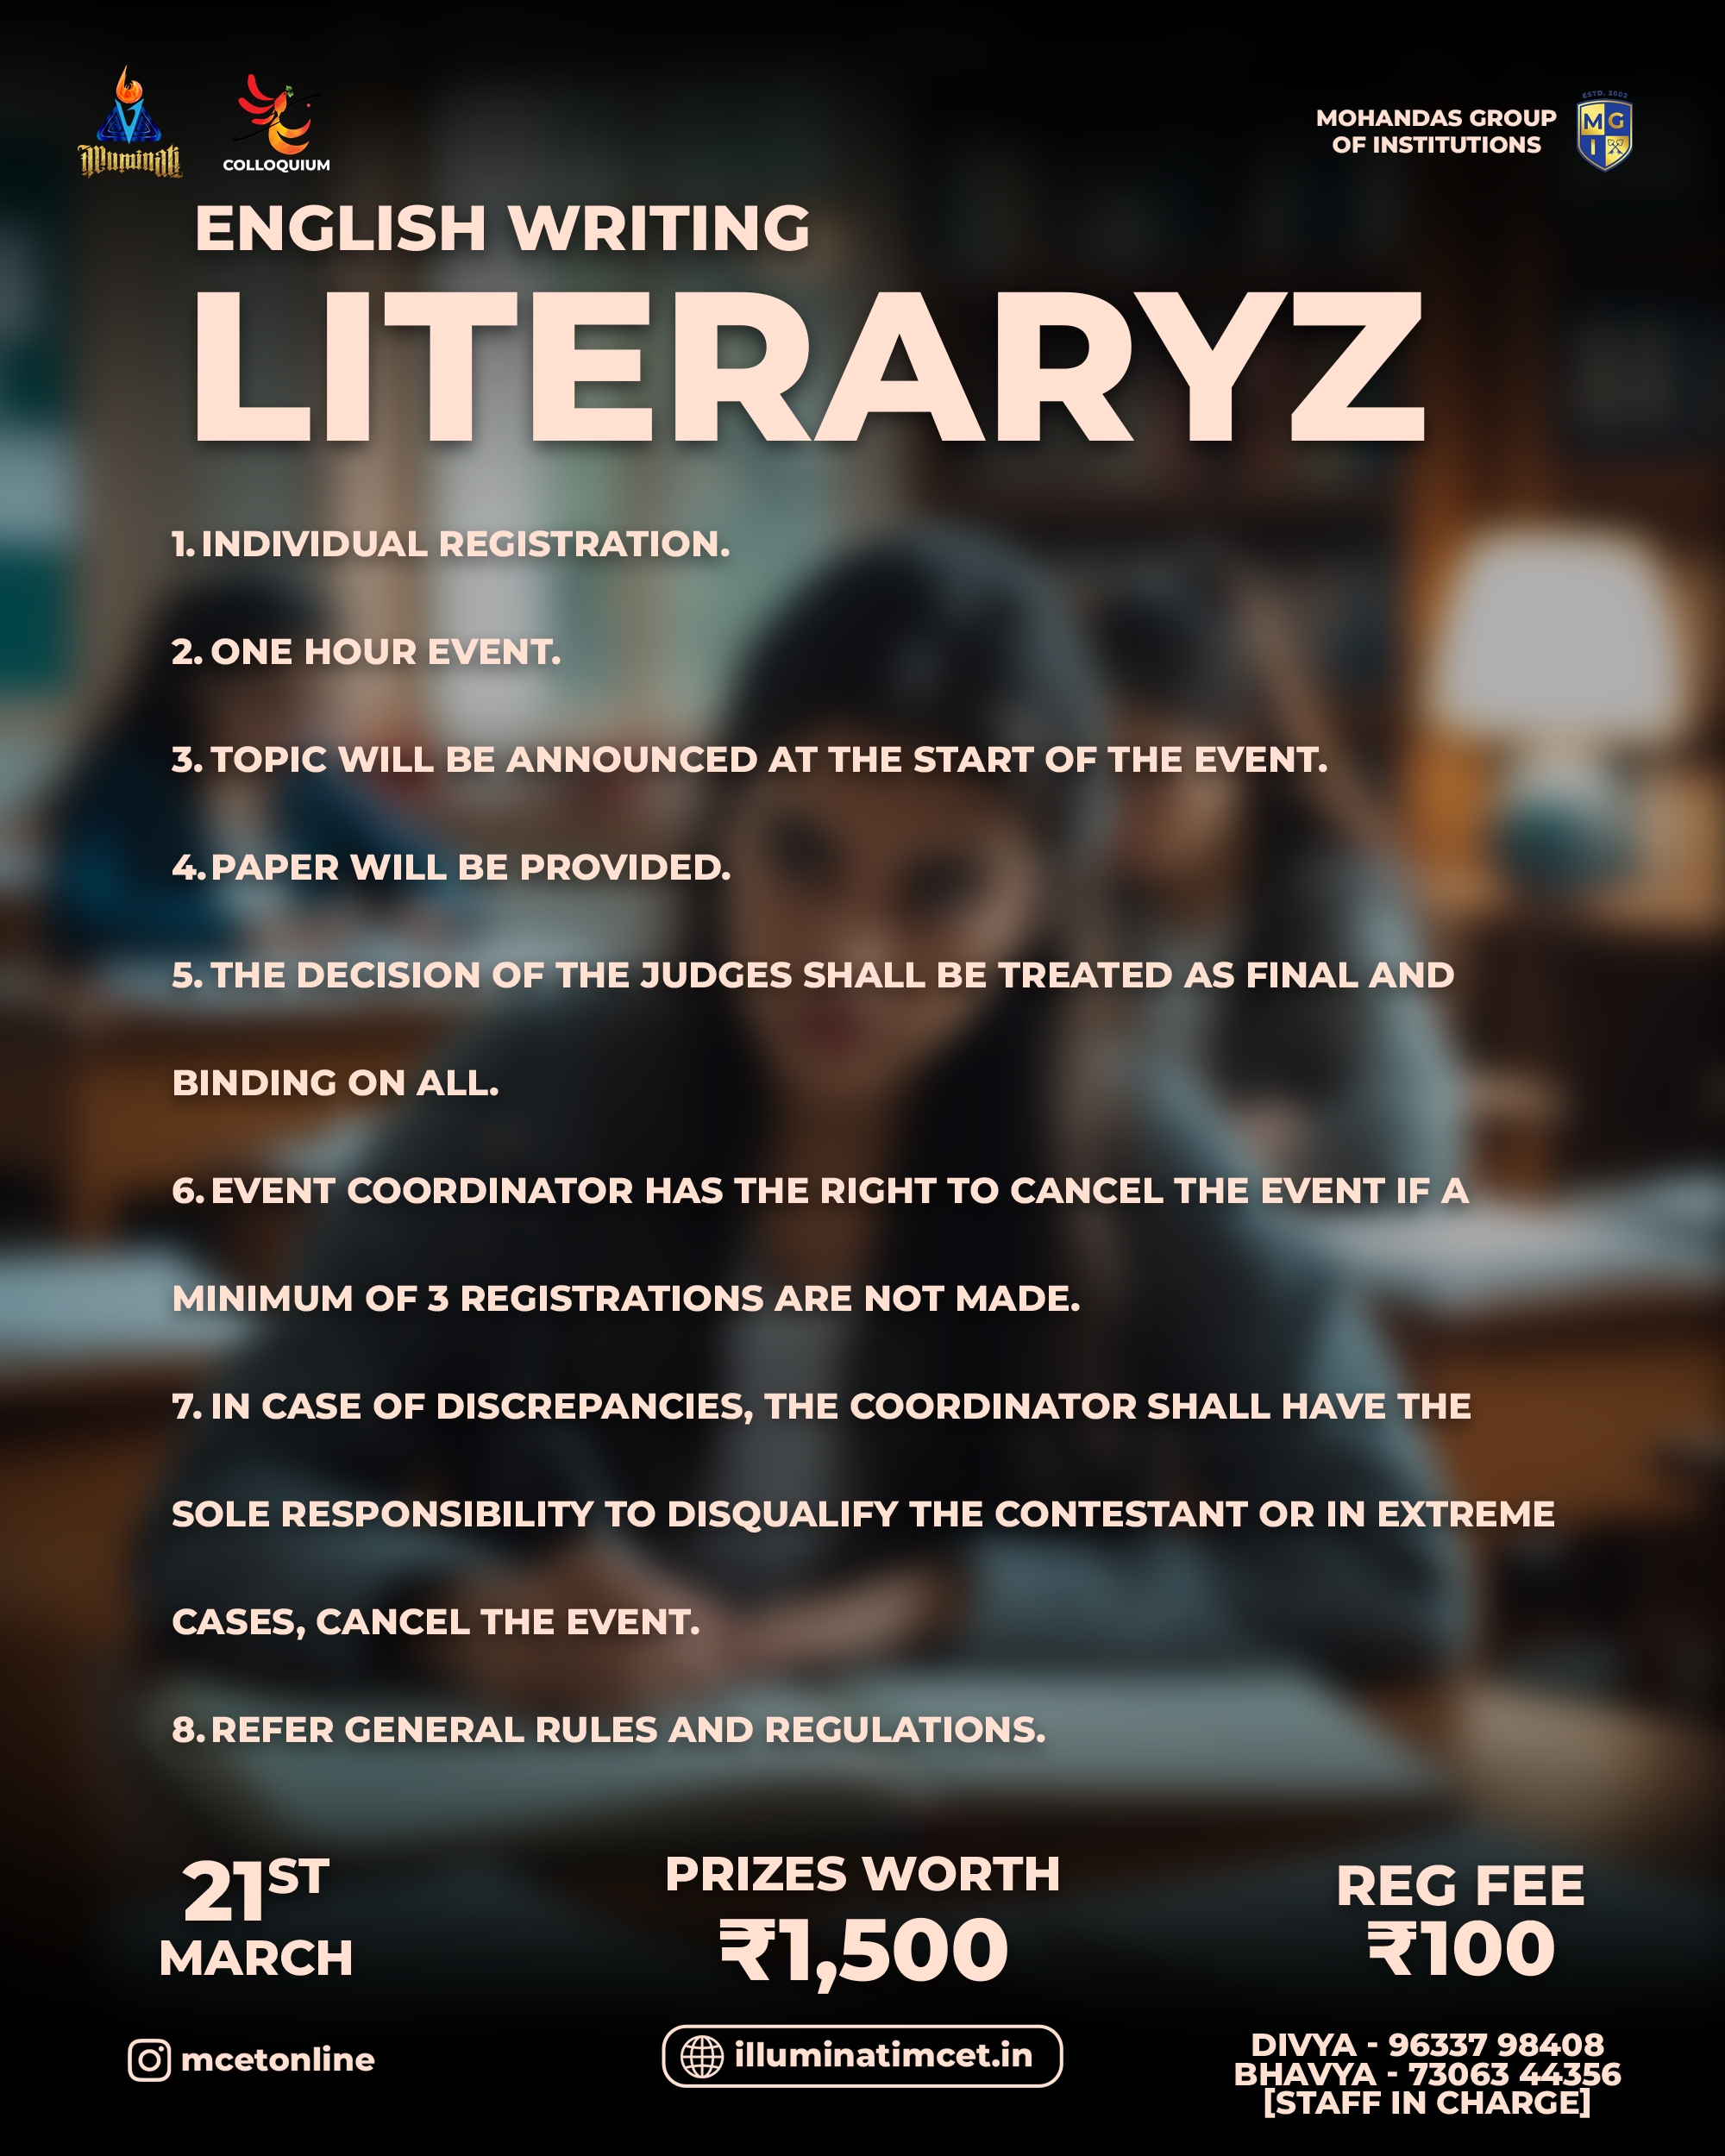 Illuminati
COLLOQUIUM
MOHANDAS GROUP
OF INSTITUTIONS
ESTD. 2002
M G
I
ENGLISH WRITING
LITERARYZ
1. INDIVIDUAL REGISTRATION.
2. ONE HOUR EVENT.
3. TOPIC WILL BE ANNOUNCED AT THE START OF THE EVENT.
4. PAPER WILL BE PROVIDED.
5. THE DECISION OF THE JUDGES SHALL BE TREATED AS FINAL AND
BINDING ON ALL.
6. EVENT COORDINATOR HAS THE RIGHT TO CANCEL THE EVENT IF A
MINIMUM OF 3 REGISTRATIONS ARE NOT MADE.
7. IN CASE OF DISCREPANCIES, THE COORDINATOR SHALL HAVE THE
SOLE RESPONSIBILITY TO DISQUALIFY THE CONTESTANT OR IN EXTREME
CASES, CANCEL THE EVENT.
8. REFER GENERAL RULES AND REGULATIONS.
21ST
MARCH
PRIZES WORTH
₹1,500
REG FEE
₹100
mcetonline
illuminatimcet.in
DIVYA - 96337 98408
BHAVYA - 73063 44356
[STAFF IN CHARGE]